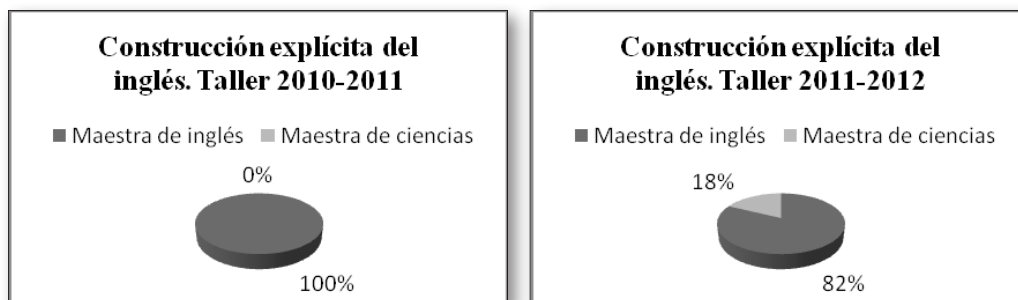 Construcción explícita del
inglés. Taller 2010-2011
Maestra de inglés Maestra de ciencias
0%
100%
Construcción explícita del
inglés. Taller 2011-2012
Maestra de inglés Maestra de ciencias
18%
82%